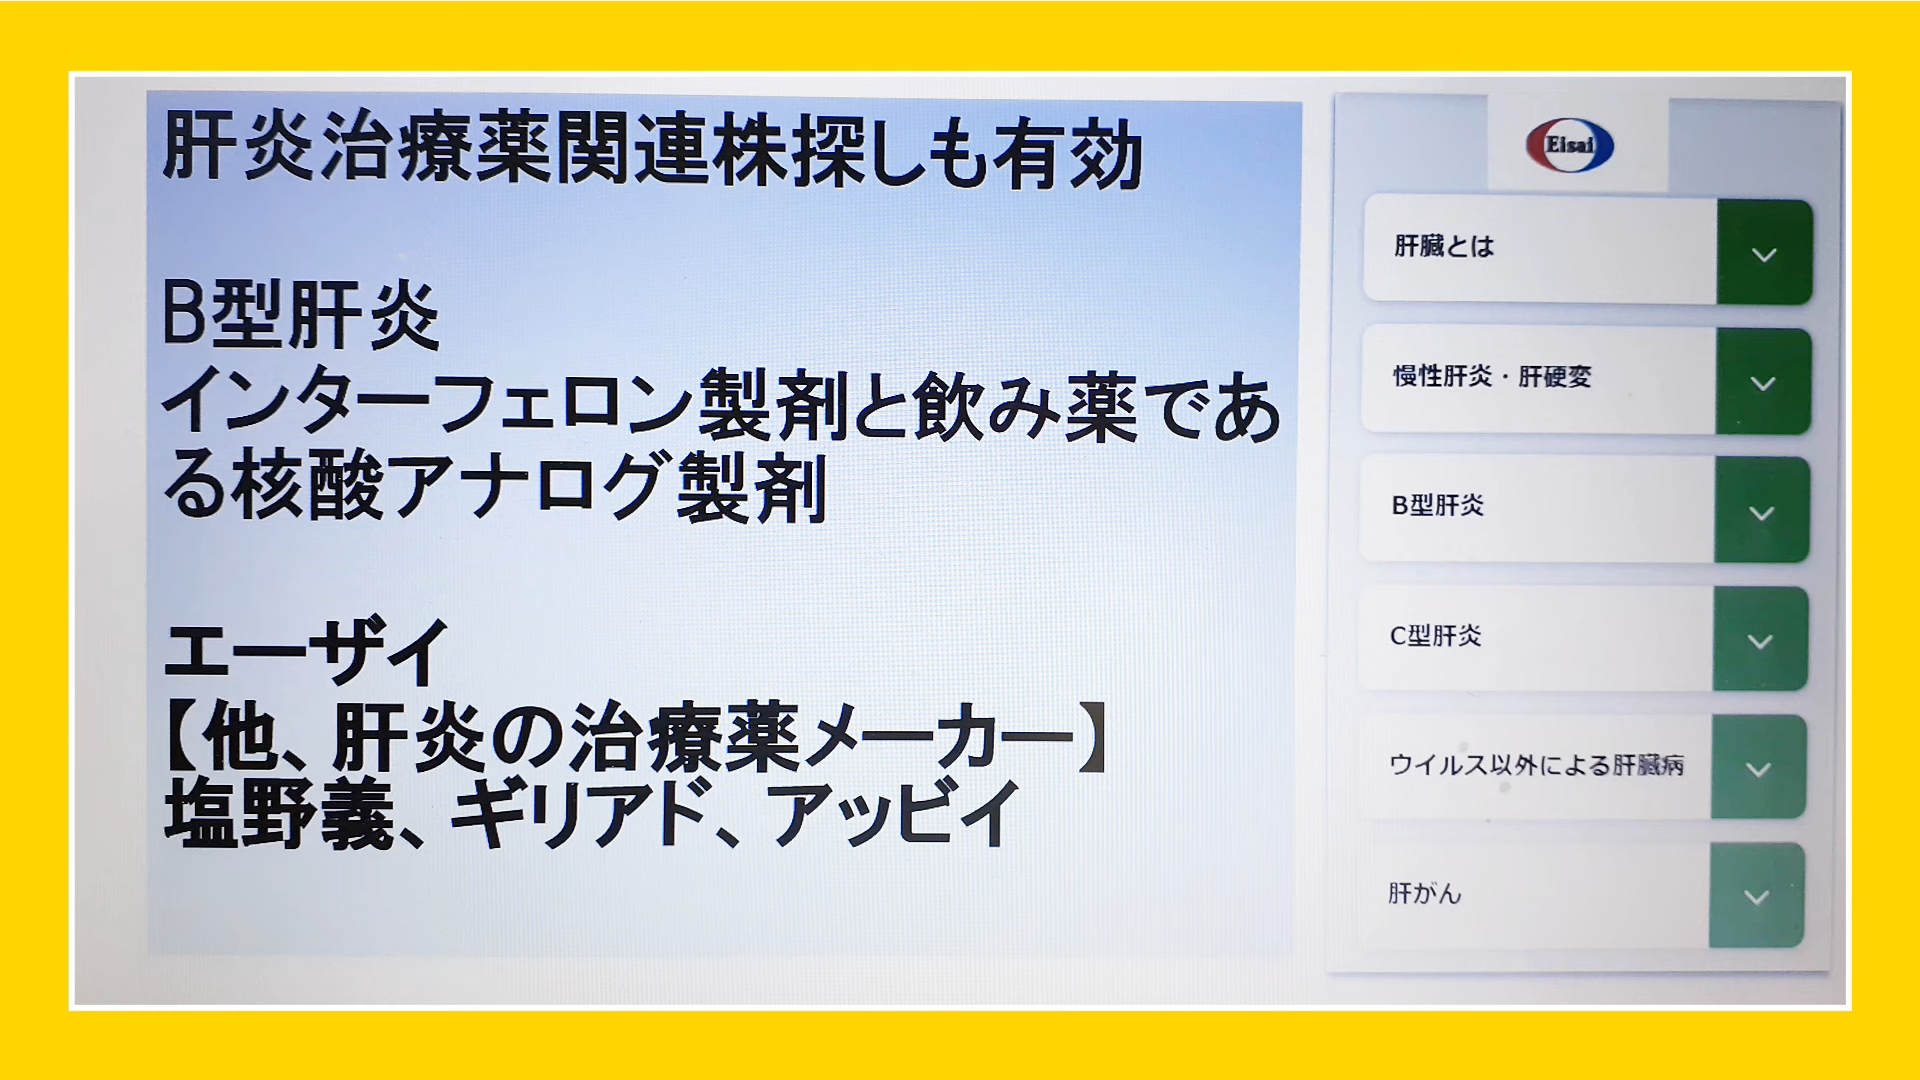 肝炎治療薬関連株探しも有効
B型肝炎
インターフェロン製剤と飲み薬であ
る核酸アナログ製剤
エーザイ
【他、肝炎の治療薬メーカー】
塩野義、ギリアド、アッビイ
Eisai
肝臓とは
慢性肝炎・肝硬変
B型肝炎
C型肝炎
ウイルス以外による肝臓病
肝がん